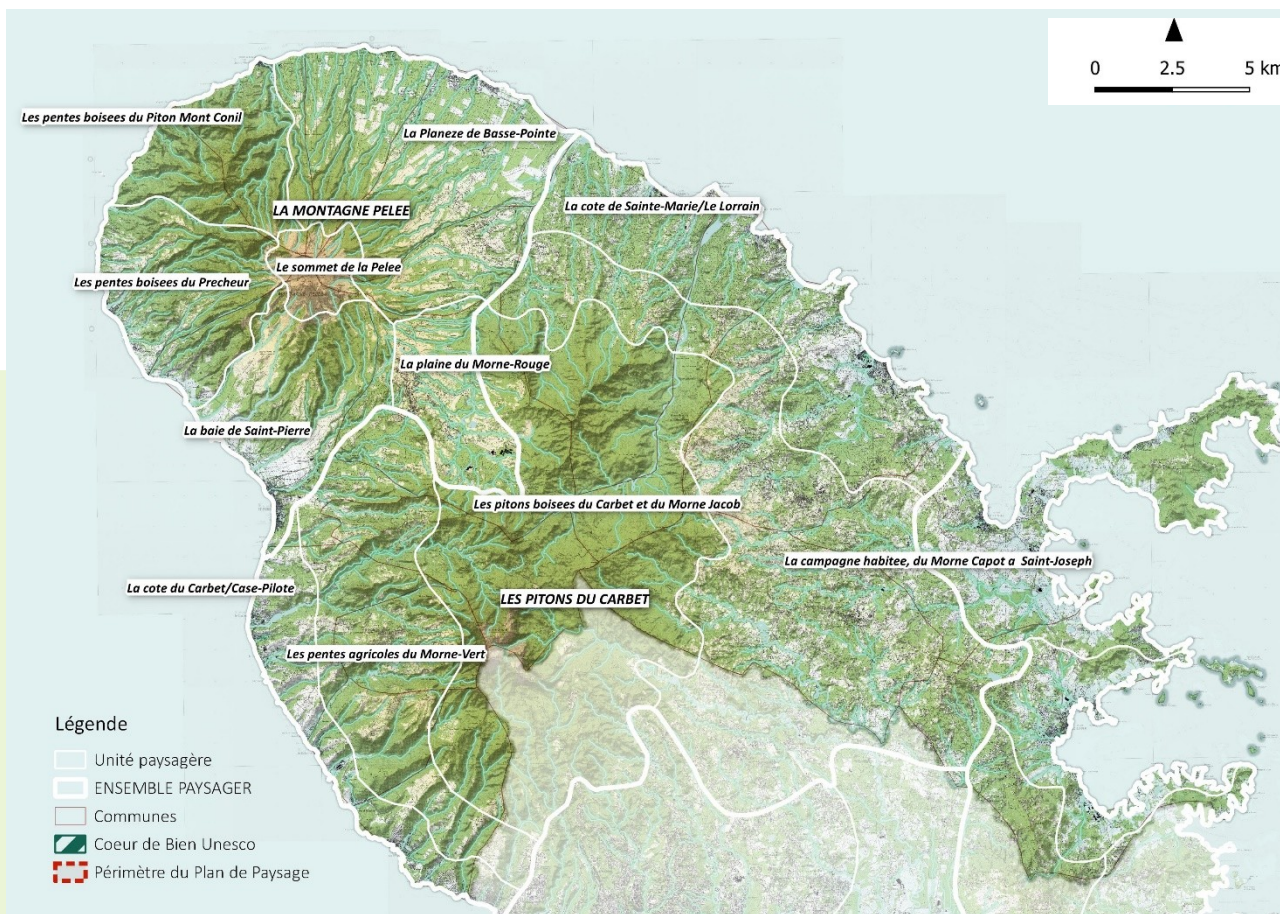 0 2.5 5 km
Les pentes boisees du Piton Mont Conil
La Planeze de Basse-Pointe
LA MONTAGNE PELEE
La cote de Sainte-Marie/Le Lorrain
Le sommet de la Pelee
Les pentes boisees du Precheur
La plaine du Morne-Rouge
La baie de Saint-Pierre
Les pitons boisees du Carbet et du Morne Jacob
La campagne habitee, du Morne Capot a Saint-Joseph
La cote du Carbet/Case-Pilote
LES PITONS DU CARBET
Les pentes agricoles du Morne-Vert
Légende
Unité paysagère
ENSEMBLE PAYSAGER
Communes
Coeur de Bien Unesco
Périmètre du Plan de Paysage